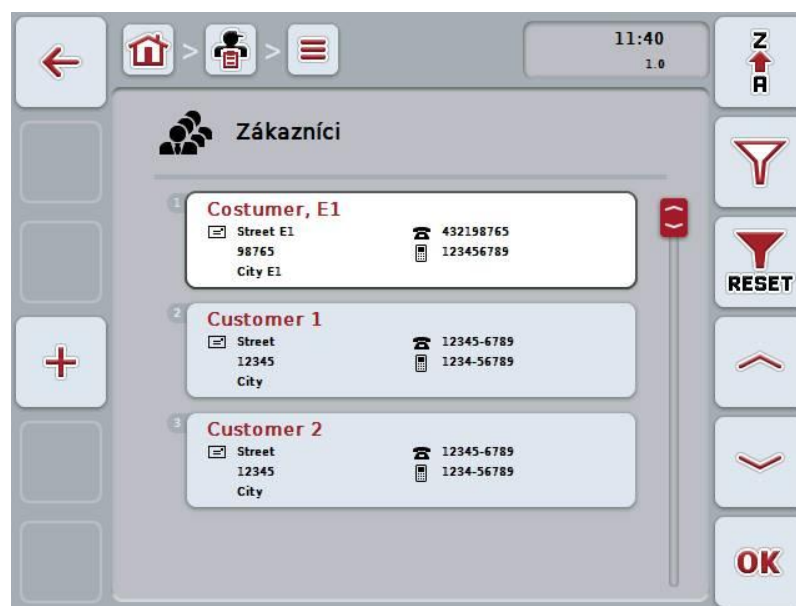 11:40
1.0
Z
A
Zákazníci
1
Costumer, E1
Street E1
432198765
98765
123456789
City E1
RESET
2
Customer 1
Street
12345-6789
12345
1234-56789
City
3
Customer 2
Street
12345-6789
12345
1234-56789
City
OK